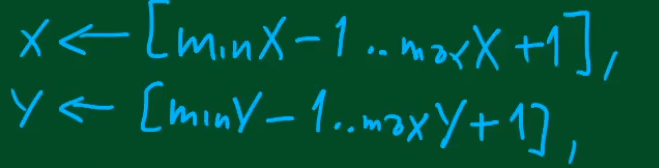 X ← [minX-1..maxX+1],
Y ← [minY-1..maxY+1],